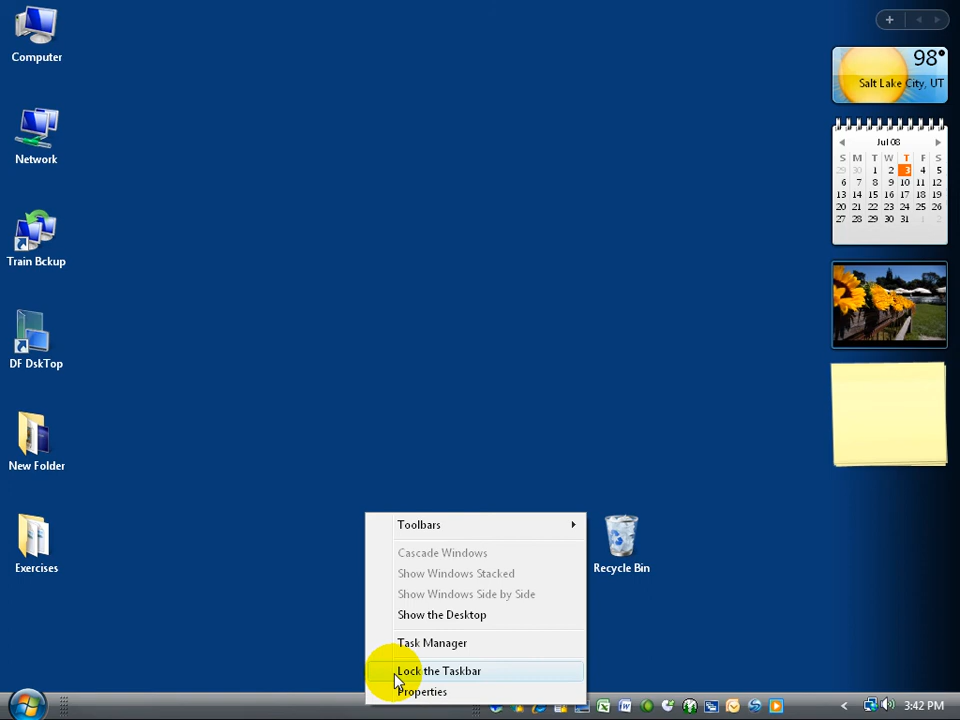 Computer
Network
Train Bckup
DF DskTop
New Folder
Exercises
98°
Salt Lake City, UT
Jul 08
S M T W T F S
29 30 1 2 3 4 5
6 7 8 9 10 11 12
13 14 15 16 17 18 19
20 21 22 23 24 25 26
27 28 29 30 31 1 2
Toolbars
Cascade Windows
Show Windows Stacked
Show Windows Side by Side
Show the Desktop
Task Manager
Lock the Taskbar
Properties
Recycle Bin
3:42 PM